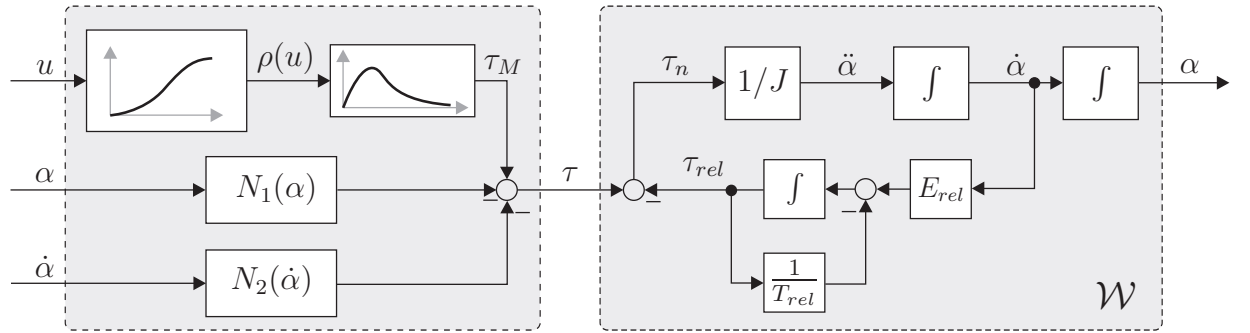 u
ρ(u)
τ_M
α
N_1(α)
–
–
α̇
N_2(α̇)
τ
τ_n
1/J
α̈
∫
α̇
∫
α
τ_rel
–
∫
–
E_rel
1/T_rel
𝒲